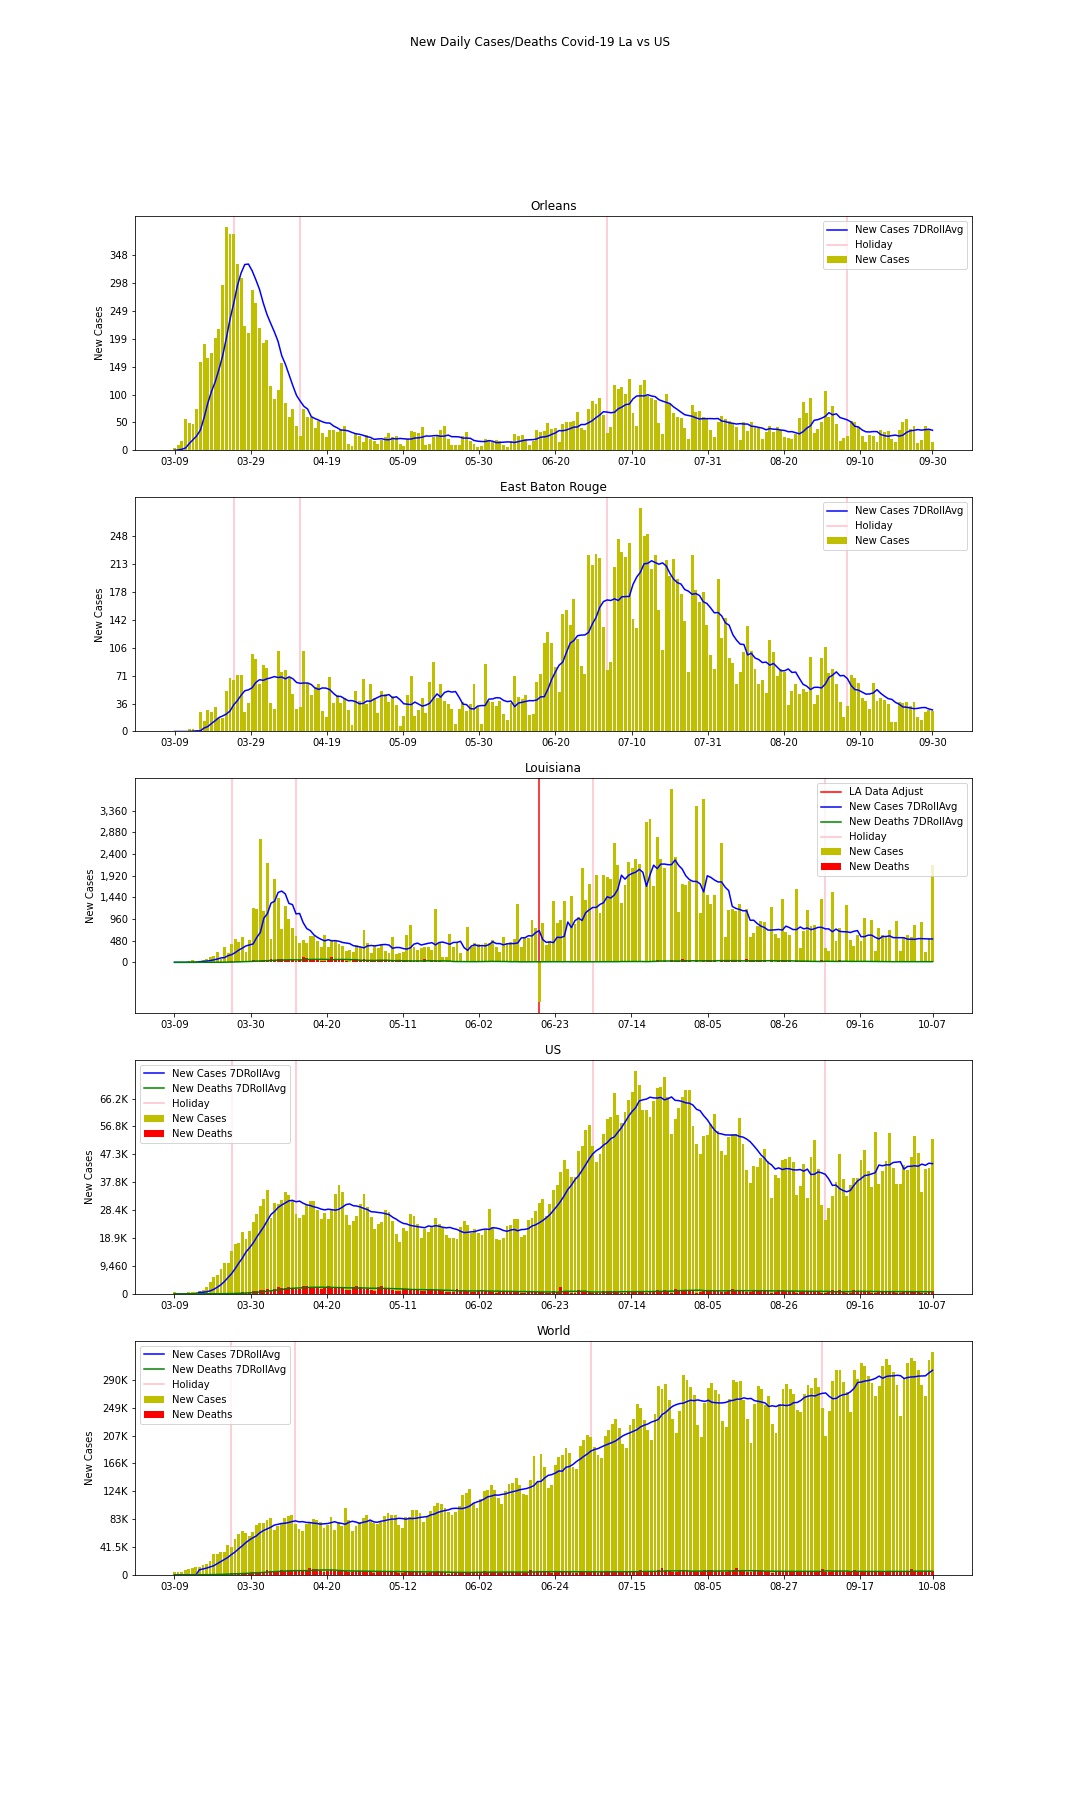 New Daily Cases/Deaths Covid-19 La vs US
Orleans
New Cases
348
298
249
199
149
100
50
0
New Cases 7DRollAvg
Holiday
New Cases
03-09 03-29 04-19 05-09 05-30 06-20 07-10 07-31 08-20 09-10 09-30
East Baton Rouge
New Cases
248
213
178
142
106
71
36
0
New Cases 7DRollAvg
Holiday
New Cases
03-09 03-29 04-19 05-09 05-30 06-20 07-10 07-31 08-20 09-10 09-30
Louisiana
New Cases
3,360
2,880
2,400
1,920
1,440
960
480
0
LA Data Adjust
New Cases 7DRollAvg
New Deaths 7DRollAvg
Holiday
New Cases
New Deaths
03-09 03-30 04-20 05-11 06-02 06-23 07-14 08-05 08-26 09-16 10-07
US
New Cases
66.2K
56.8K
47.3K
37.8K
28.4K
18.9K
9,460
0
New Cases 7DRollAvg
New Deaths 7DRollAvg
Holiday
New Cases
New Deaths
03-09 03-30 04-20 05-11 06-02 06-23 07-14 08-05 08-26 09-16 10-07
World
New Cases
290K
249K
207K
166K
124K
83K
41.5K
0
New Cases 7DRollAvg
New Deaths 7DRollAvg
Holiday
New Cases
New Deaths
03-09 03-30 04-20 05-12 06-02 06-24 07-15 08-05 08-27 09-17 10-08